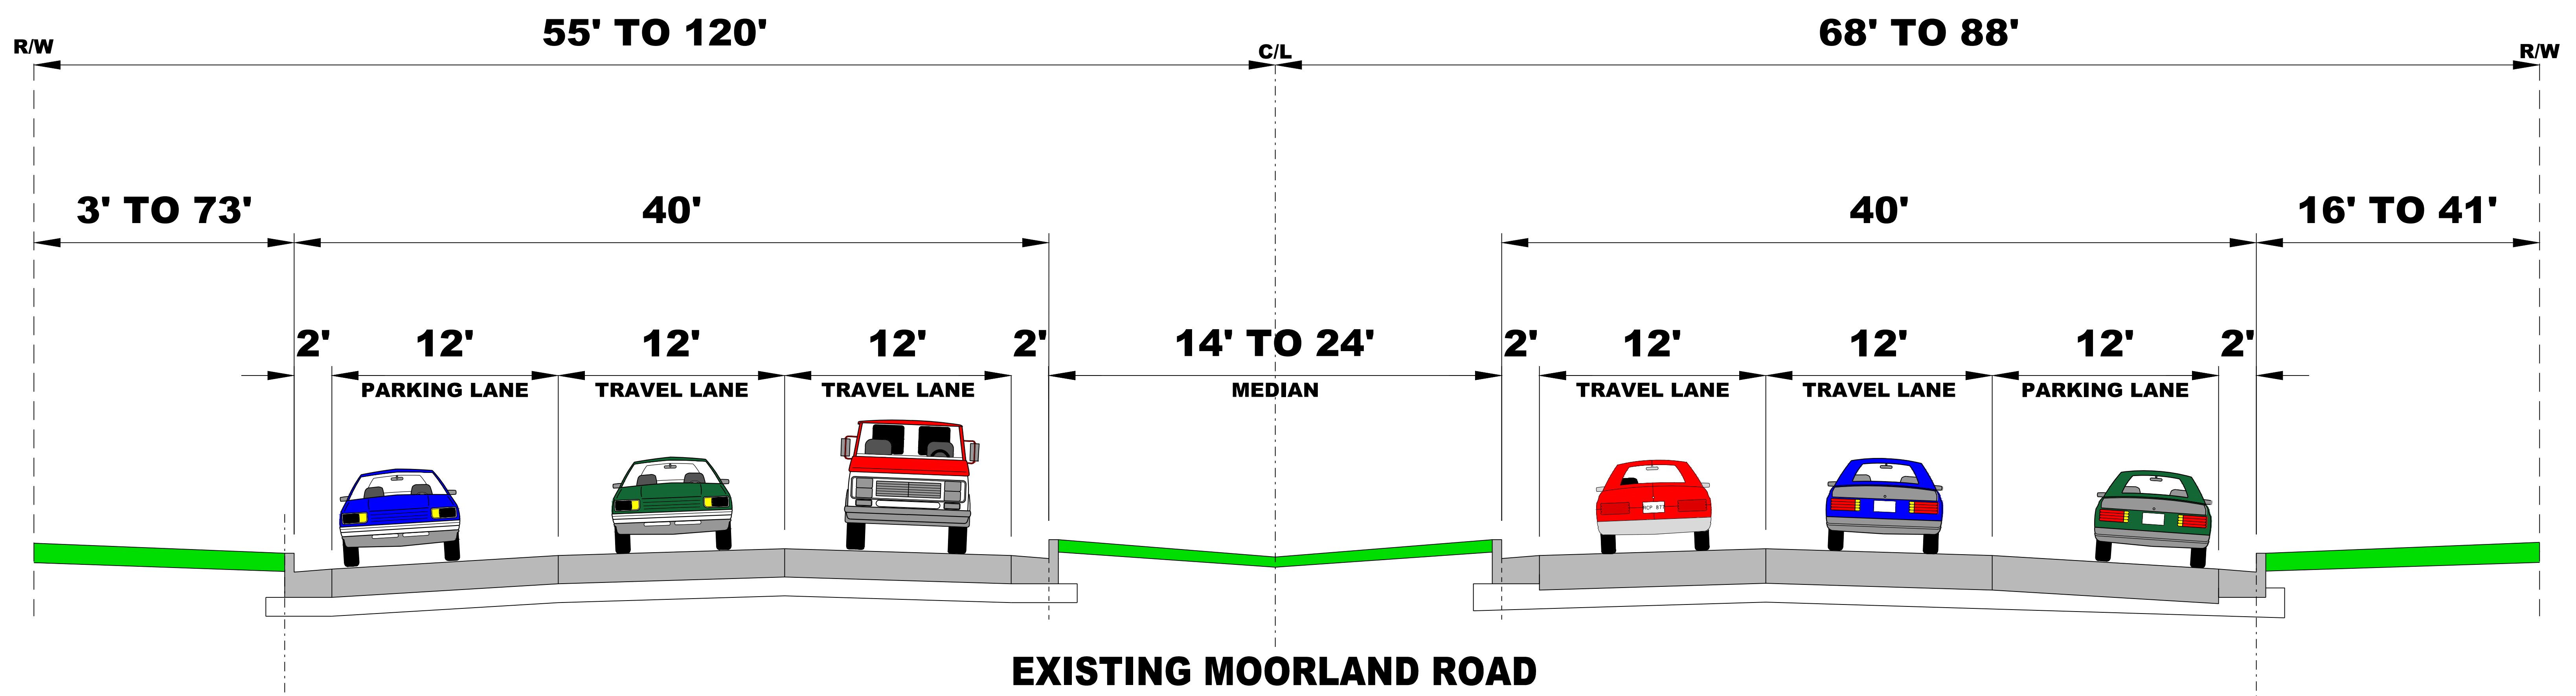 55' TO 120'
68' TO 88'
R/W
C/L
R/W
3' TO 73'
40'
40'
16' TO 41'
2'
12'
12'
12'
2'
14' TO 24'
2'
12'
12'
12'
2'
PARKING LANE
TRAVEL LANE
TRAVEL LANE
MEDIAN
TRAVEL LANE
TRAVEL LANE
PARKING LANE
EXISTING MOORLAND ROAD